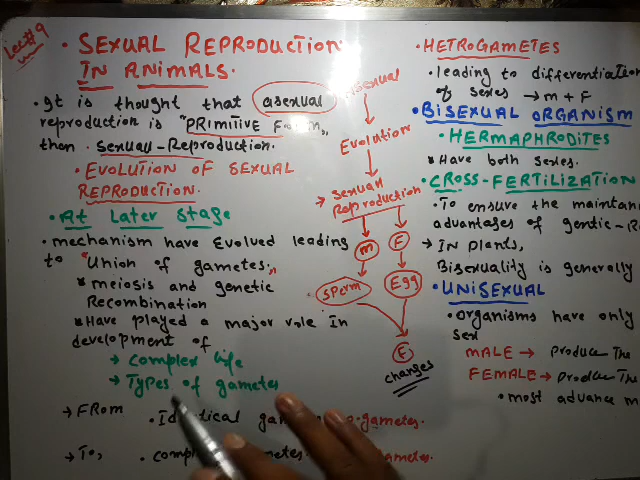 Lec#9
• SEXUAL REPRODUCTION
IN ANIMALS.
• It is thought that asexual
reproduction is "PRIMITIVE FORM,,
than sexual-Reproduction.
• EVOLUTION OF SEXUAL
REPRODUCTION.
• At Later Stage
• mechanism have Evolved leading
to "Union of gametes.,,
* meiosis and genetic
Recombination
* Have played a major role In
development of
→ Complex life
→ Types of gametes
→ FRom
• Identical
→ To,
Evolution
→ sexual
Reproduction
m F
sperm Egg
E
changes
• HETROGAMETES
• leading to differentiation
of sexes → m + F
• BISEXUAL ORGANISM
• HERMAPHRODITES
* Have both sexes.
• CROSS-FERTILIZATION
• To ensure the
advantages of gentic-R
→ In plants,
Bisexuality is generally
• UNISEXUAL
• organisms have only
sex
MALE → Produce The
FEMALE → Produce The
• most advance m